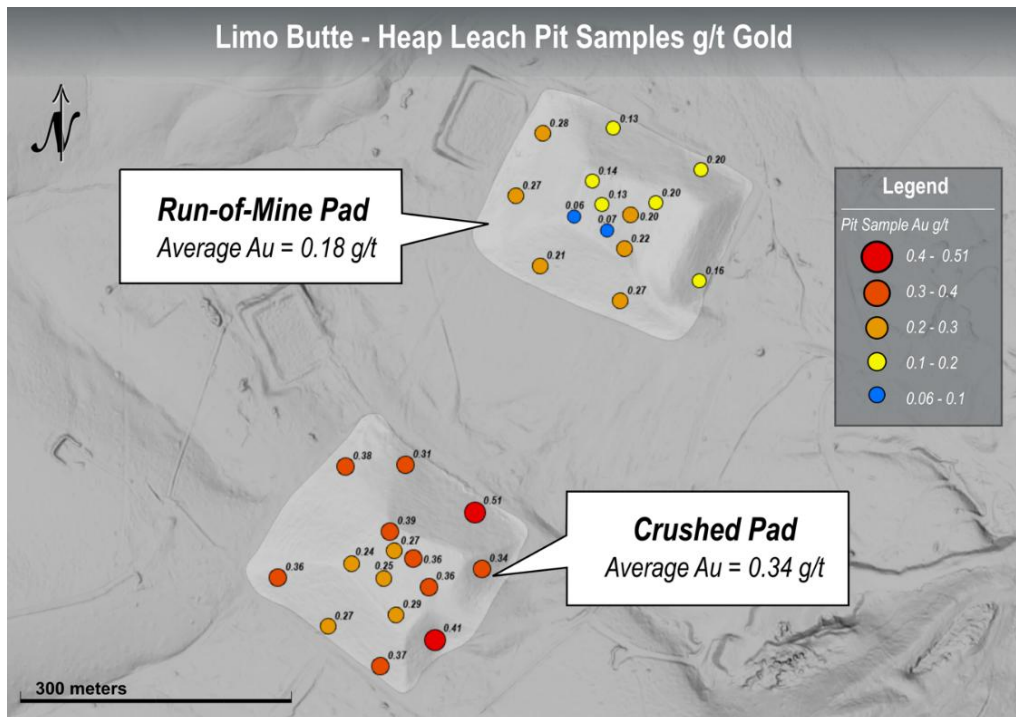 Limo Butte - Heap Leach Pit Samples g/t Gold
N
0.28
0.13
0.20
0.14
0.27
0.13
0.20
0.06
0.20
0.07
0.22
0.21
0.16
0.27
Run-of-Mine Pad
Average Au = 0.18 g/t
Legend
Pit Sample Au g/t
0.4 - 0.51
0.3 - 0.4
0.2 - 0.3
0.1 - 0.2
0.06 - 0.1
0.38
0.31
0.51
0.39
0.27
0.24
0.36
0.34
0.36
0.25
0.36
0.29
0.27
0.41
0.37
Crushed Pad
Average Au = 0.34 g/t
300 meters